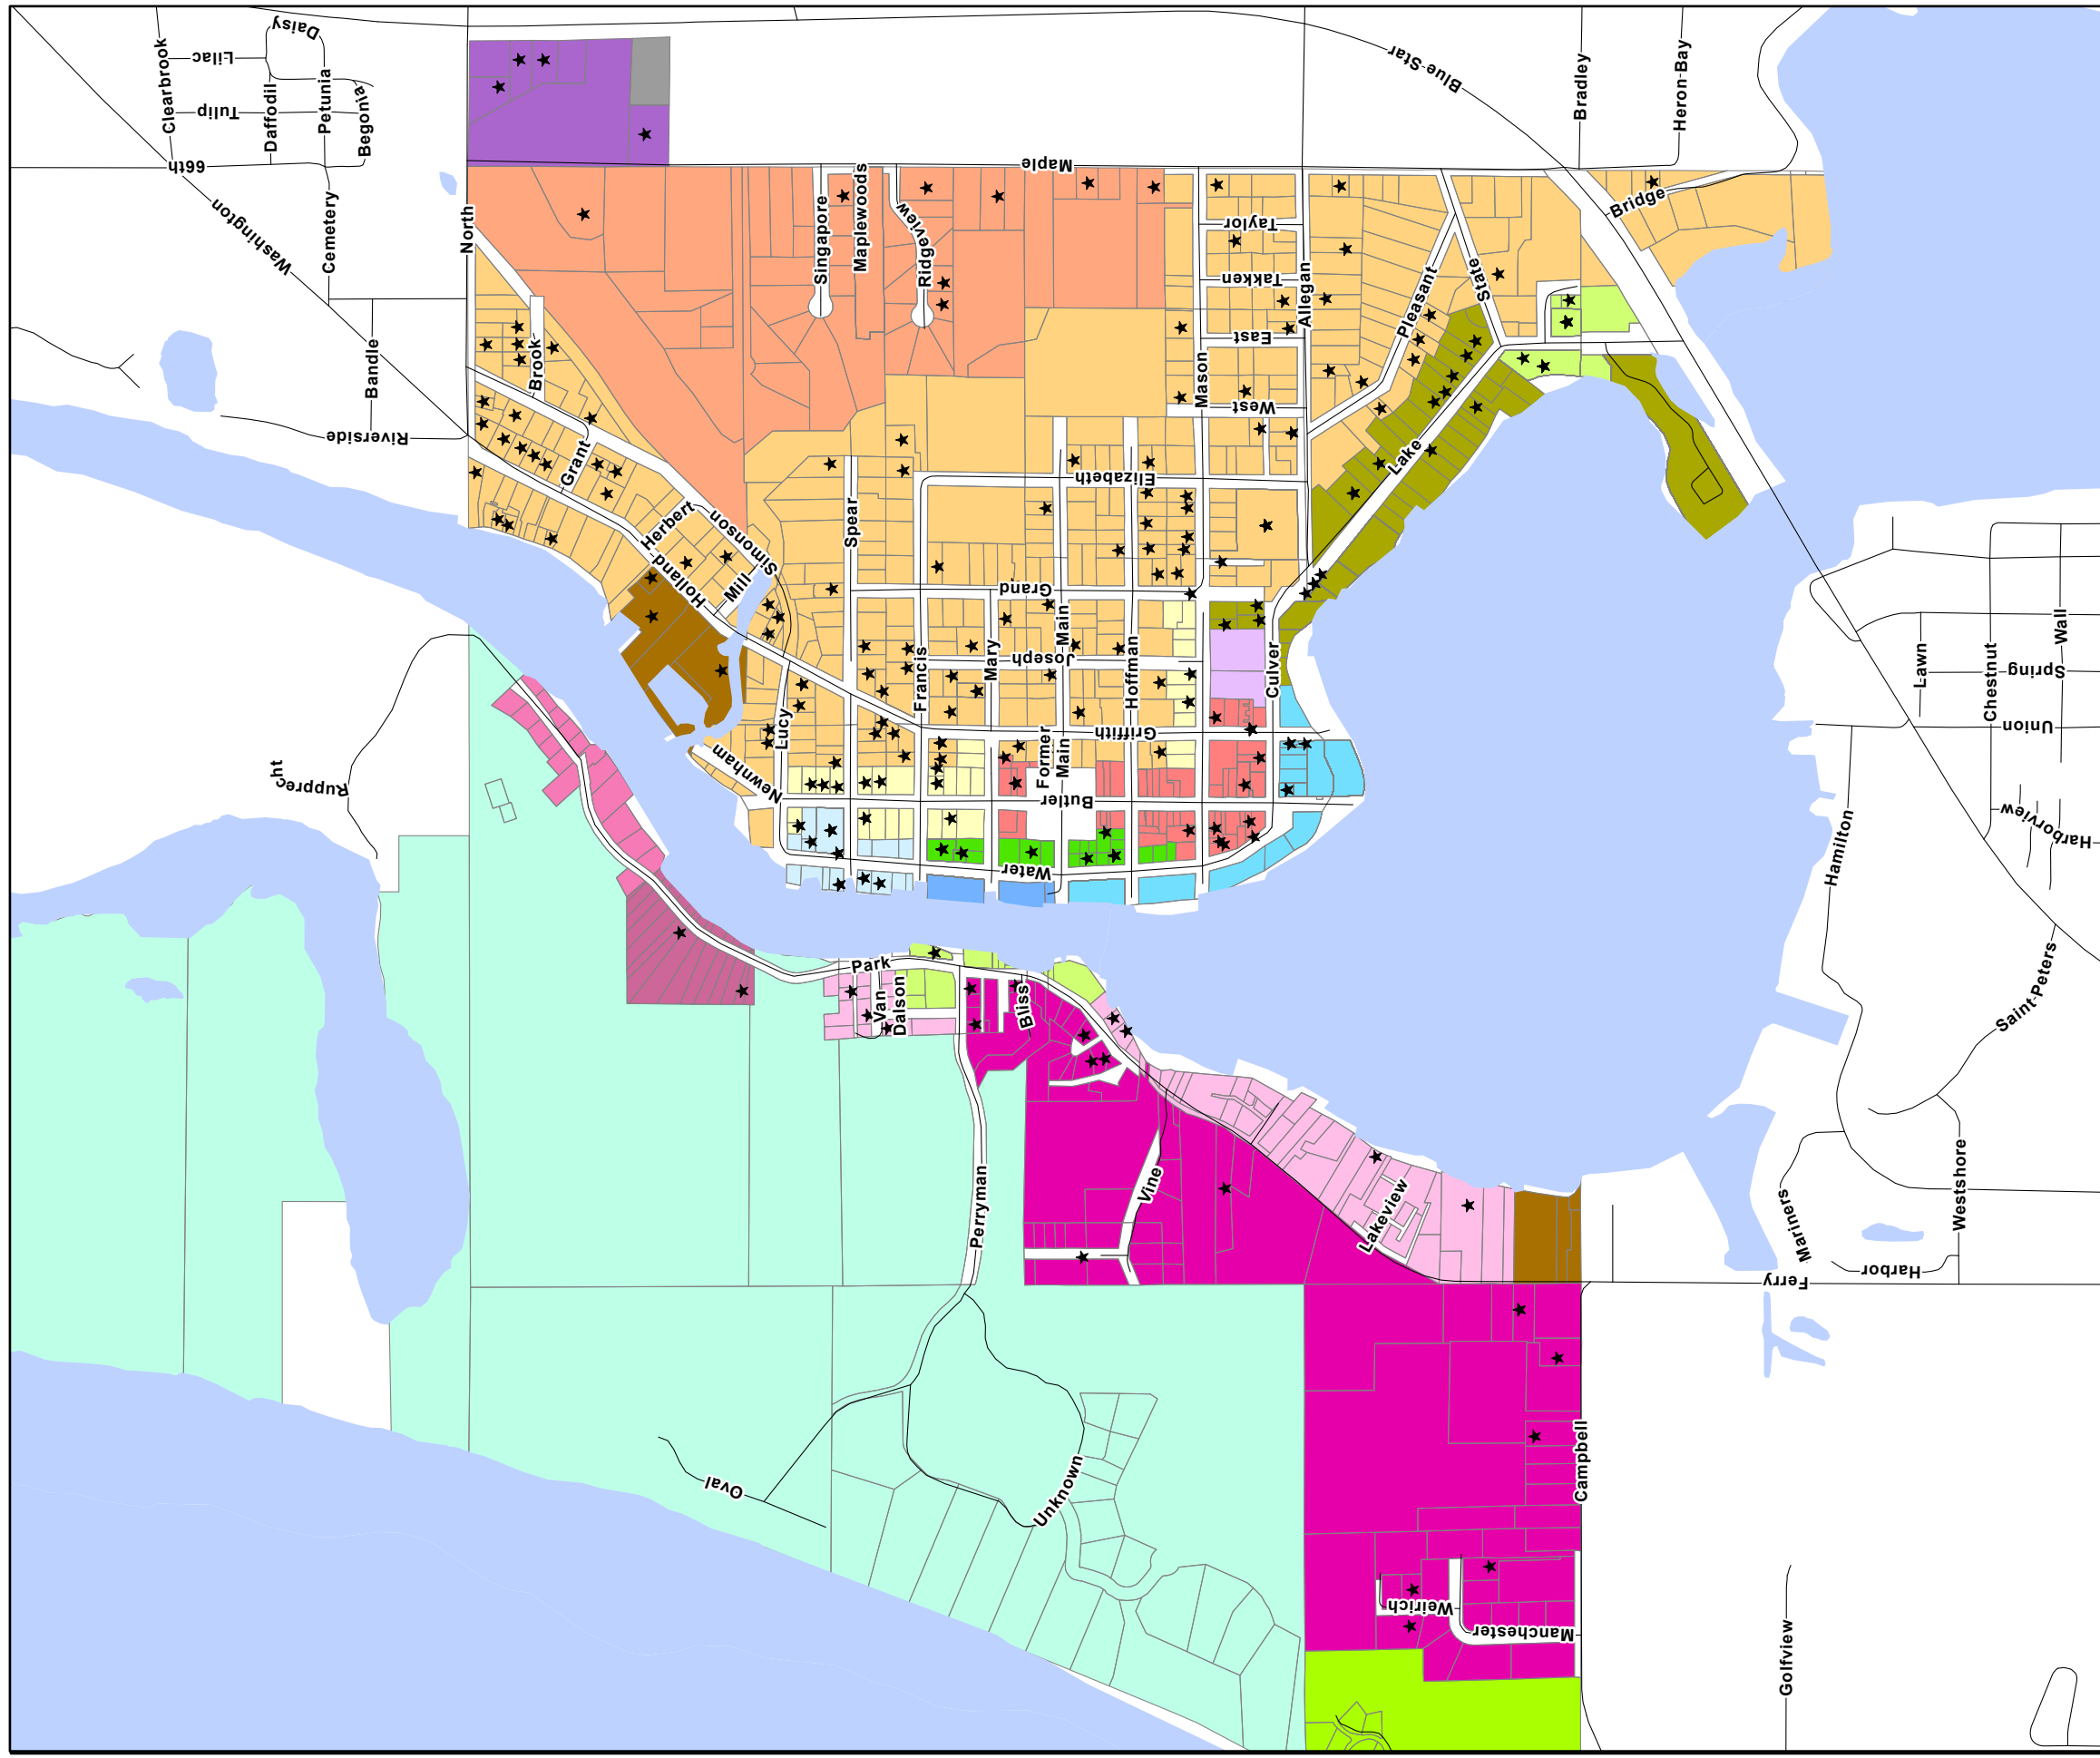 Daisy
Lilac
Clearbrook
Tulip
Daffodil
Petunia
Begonia
66th
Washington
Cemetery
North
Bandle
Riverside
Blue Star
Bradley
Heron-Bay
Maple
Bridge
Singapore
Maplewoods
Ridgeview
Taylor
Takken
Allegan
East
Pleasant
State
Mason
West
Brook
Grant
Lake
Elizabeth
Spear
Herbert
Simonson
Holland
Mill
Grand
Main
Joseph
Francis
Mary
Hoffman
Culver
Lucy
Griffith
Newnham
Former
Main
Butler
Water
Lawn
Chestnut
Wall
Spring
Union
Harborview
Hamilton
Rupprecht
Park
Van
Dalson
Bliss
Saint-Peters
Perryman
Vine
Lakeview
Westshore
Mariners
Harbor
Ferry
Campbell
Oval
Unknown
Weirich
Manchester
Golfview